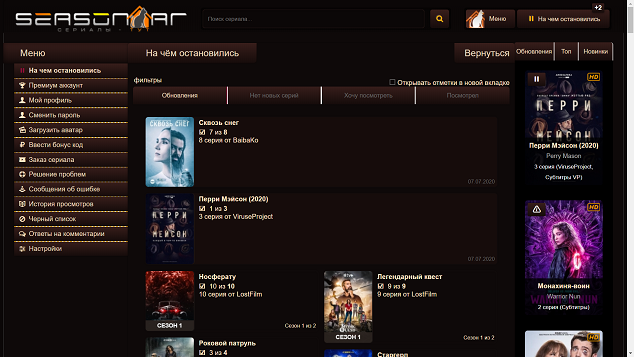 SEASONVAR
СЕРИАЛЫ ТУТ
Поиск сериала...
Меню
+2
На чем остановились
Меню
На чём остановились
Вернуться
Обновления
Топ
Новинки
На чем остановились
Премиум аккаунт
Мой профиль
Сменить пароль
Загрузить аватар
Ввести бонус код
Заказ сериала
Решение проблем
Сообщения об ошибке
История просмотров
Черный список
Ответы на комментарии
Настройки
фильтры
Открывать отметки в новой вкладке
Обновления
Нет новых серий
Хочу посмотреть
Посмотрел
Сквозь снег
7 из 8
8 серия от BaibaKo
07.07.2020
Перри Мэйсон (2020)
1 из 3
3 серия от ViruseProject
07.07.2020
ПЕРРИ
МЕЙСОН
Носферату
10 из 10
10 серия от LostFilm
СЕЗОН 1
Сезон 1 из 2
Легендарный квест
9 из 9
9 серия от LostFilm
СЕЗОН 1
Сезон 1 из 2
Роковой патруль
3 из 4
Старгерл
HD
ПЕРРИ
МЕЙСОН
Перри Мэйсон (2020)
Perry Mason
3 серия (ViruseProject,
Субтитры VP)
HD
WARRIOR NUN
Монахиня-воин
Warrior Nun
2 серия (Субтитры)
HD